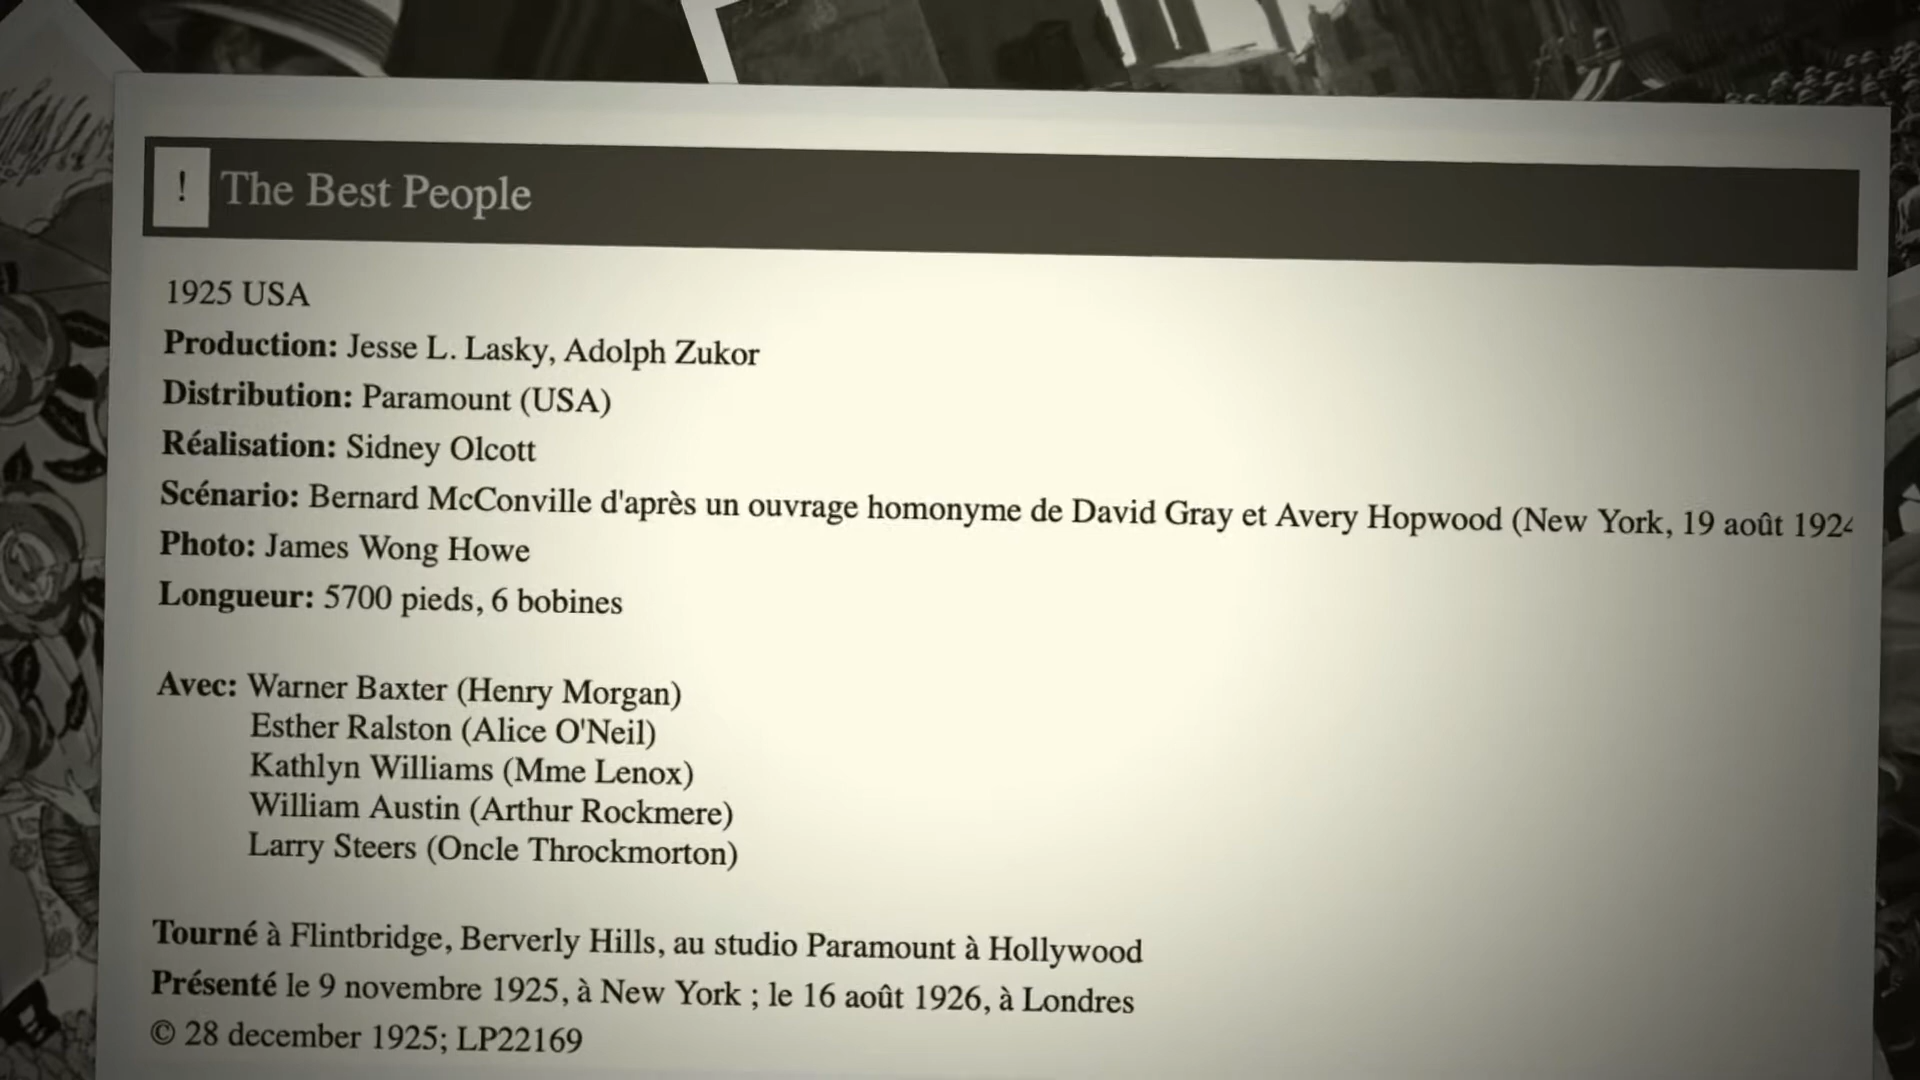 ! The Best People
1925 USA
Production: Jesse L. Lasky, Adolph Zukor
Distribution: Paramount (USA)
Réalisation: Sidney Olcott
Scénario: Bernard McConville d'après un ouvrage homonyme de David Gray et Avery Hopwood (New York, 19 août 1924
Photo: James Wong Howe
Longueur: 5700 pieds, 6 bobines
Avec: Warner Baxter (Henry Morgan)
Esther Ralston (Alice O'Neil)
Kathlyn Williams (Mme Lenox)
William Austin (Arthur Rockmere)
Larry Steers (Oncle Throckmorton)
Tourné à Flintbridge, Berverly Hills, au studio Paramount à Hollywood
Présenté le 9 novembre 1925, à New York ; le 16 août 1926, à Londres
© 28 december 1925; LP22169